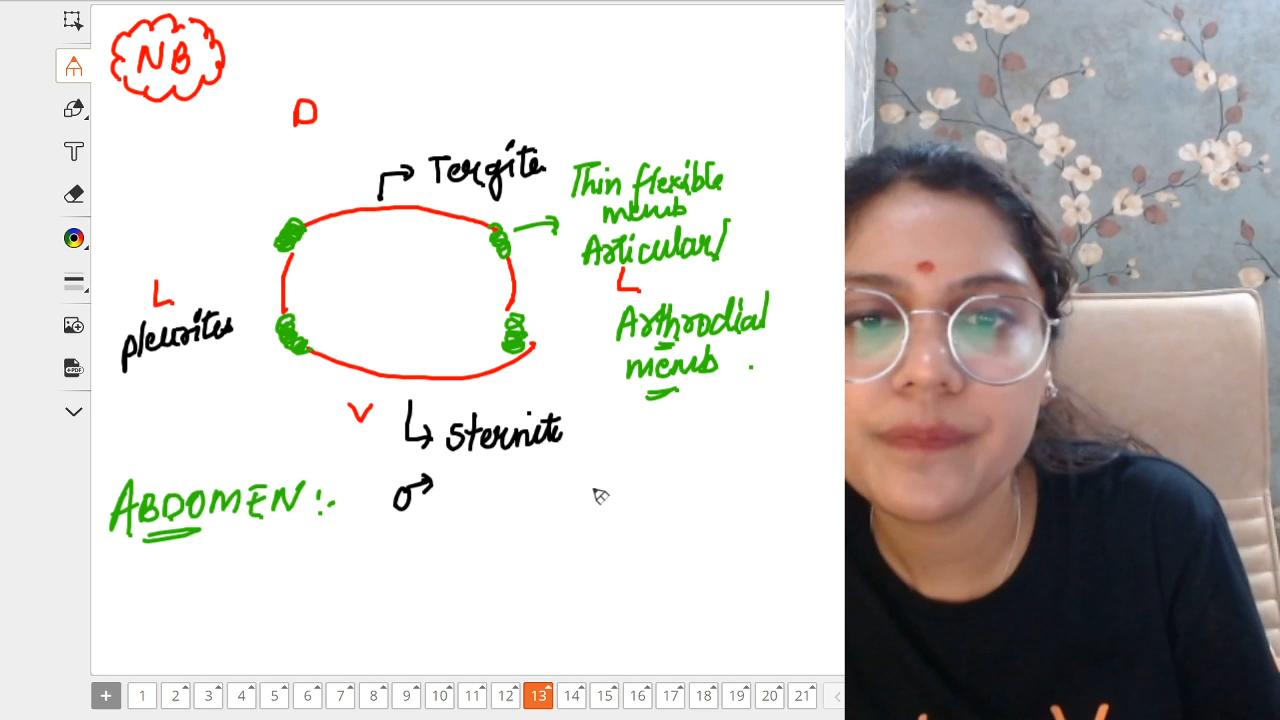 NB
D
Tergite
Thin flexible
memb
Articular/
L
L
Arthrodial
pleurites
memb .
V
Sternite
ABDOMEN :-
T
PDF
+ 1 2 3 4 5 6 7 8 9 10 11 12 13 14 15 16 17 18 19 20 21